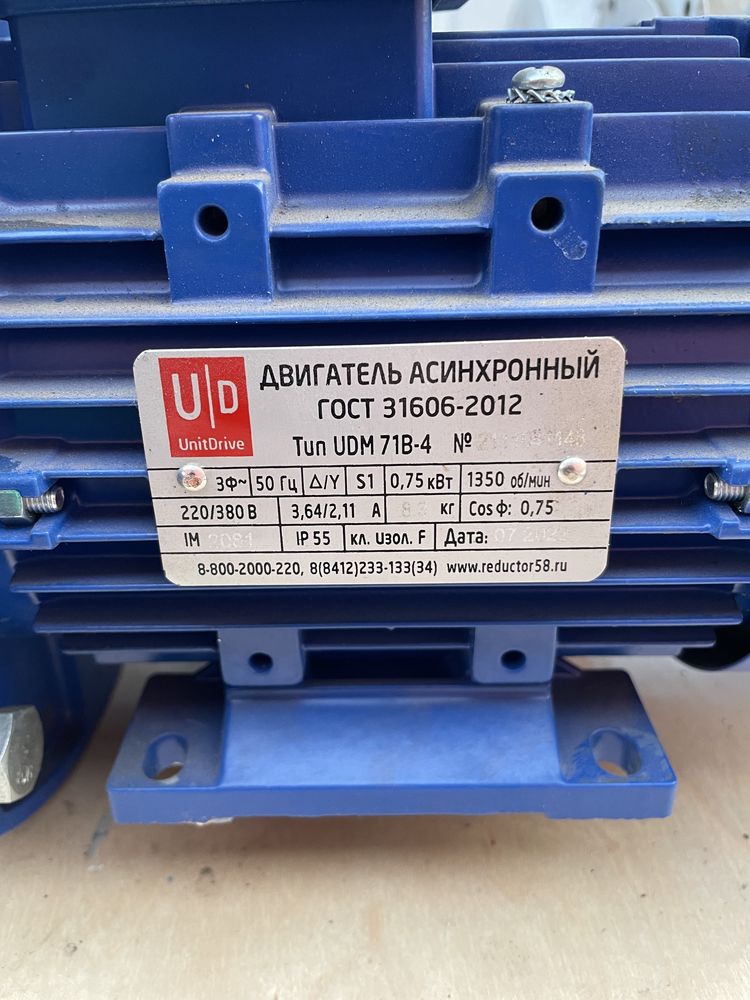 U|D
UnitDrive
ДВИГАТЕЛЬ АСИНХРОННЫЙ
ГОСТ 31606-2012
Тип UDM 71B-4 №
3Ф~ 50 Гц Δ/Y S1 0,75 кВт 1350 об/мин
220/380 В 3,64/2,11 А кг Cos ф: 0,75
IM IP 55 кл. Изол. F Дата:
8-800-2000-220, 8(8412)233-133(34) www.reductor58.ru